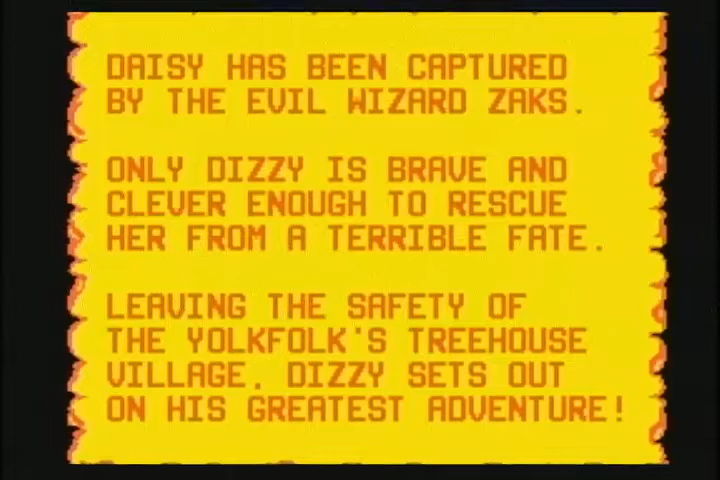 DAISY HAS BEEN CAPTURED
BY THE EVIL WIZARD ZAKS.
ONLY DIZZY IS BRAVE AND
CLEVER ENOUGH TO RESCUE
HER FROM A TERRIBLE FATE.
LEAVING THE SAFETY OF
THE YOLKFOLK'S TREEHOUSE
VILLAGE, DIZZY SETS OUT
ON HIS GREATEST ADVENTURE!